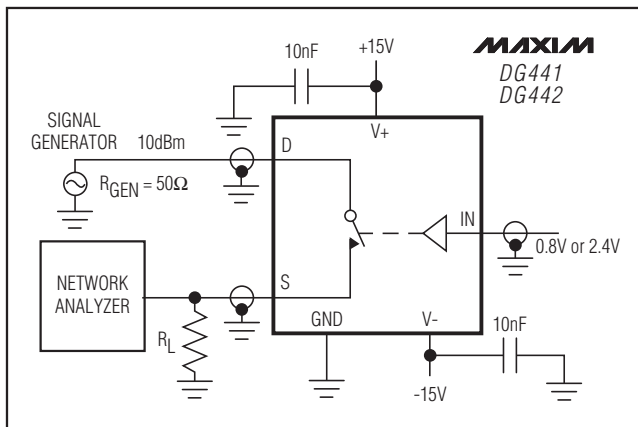 MAXIM
DG441
DG442
+15V
10nF
V+
SIGNAL
GENERATOR
10dBm
D
RGEN = 50Ω
IN
0.8V or 2.4V
NETWORK
ANALYZER
S
RL
GND
V-
10nF
-15V